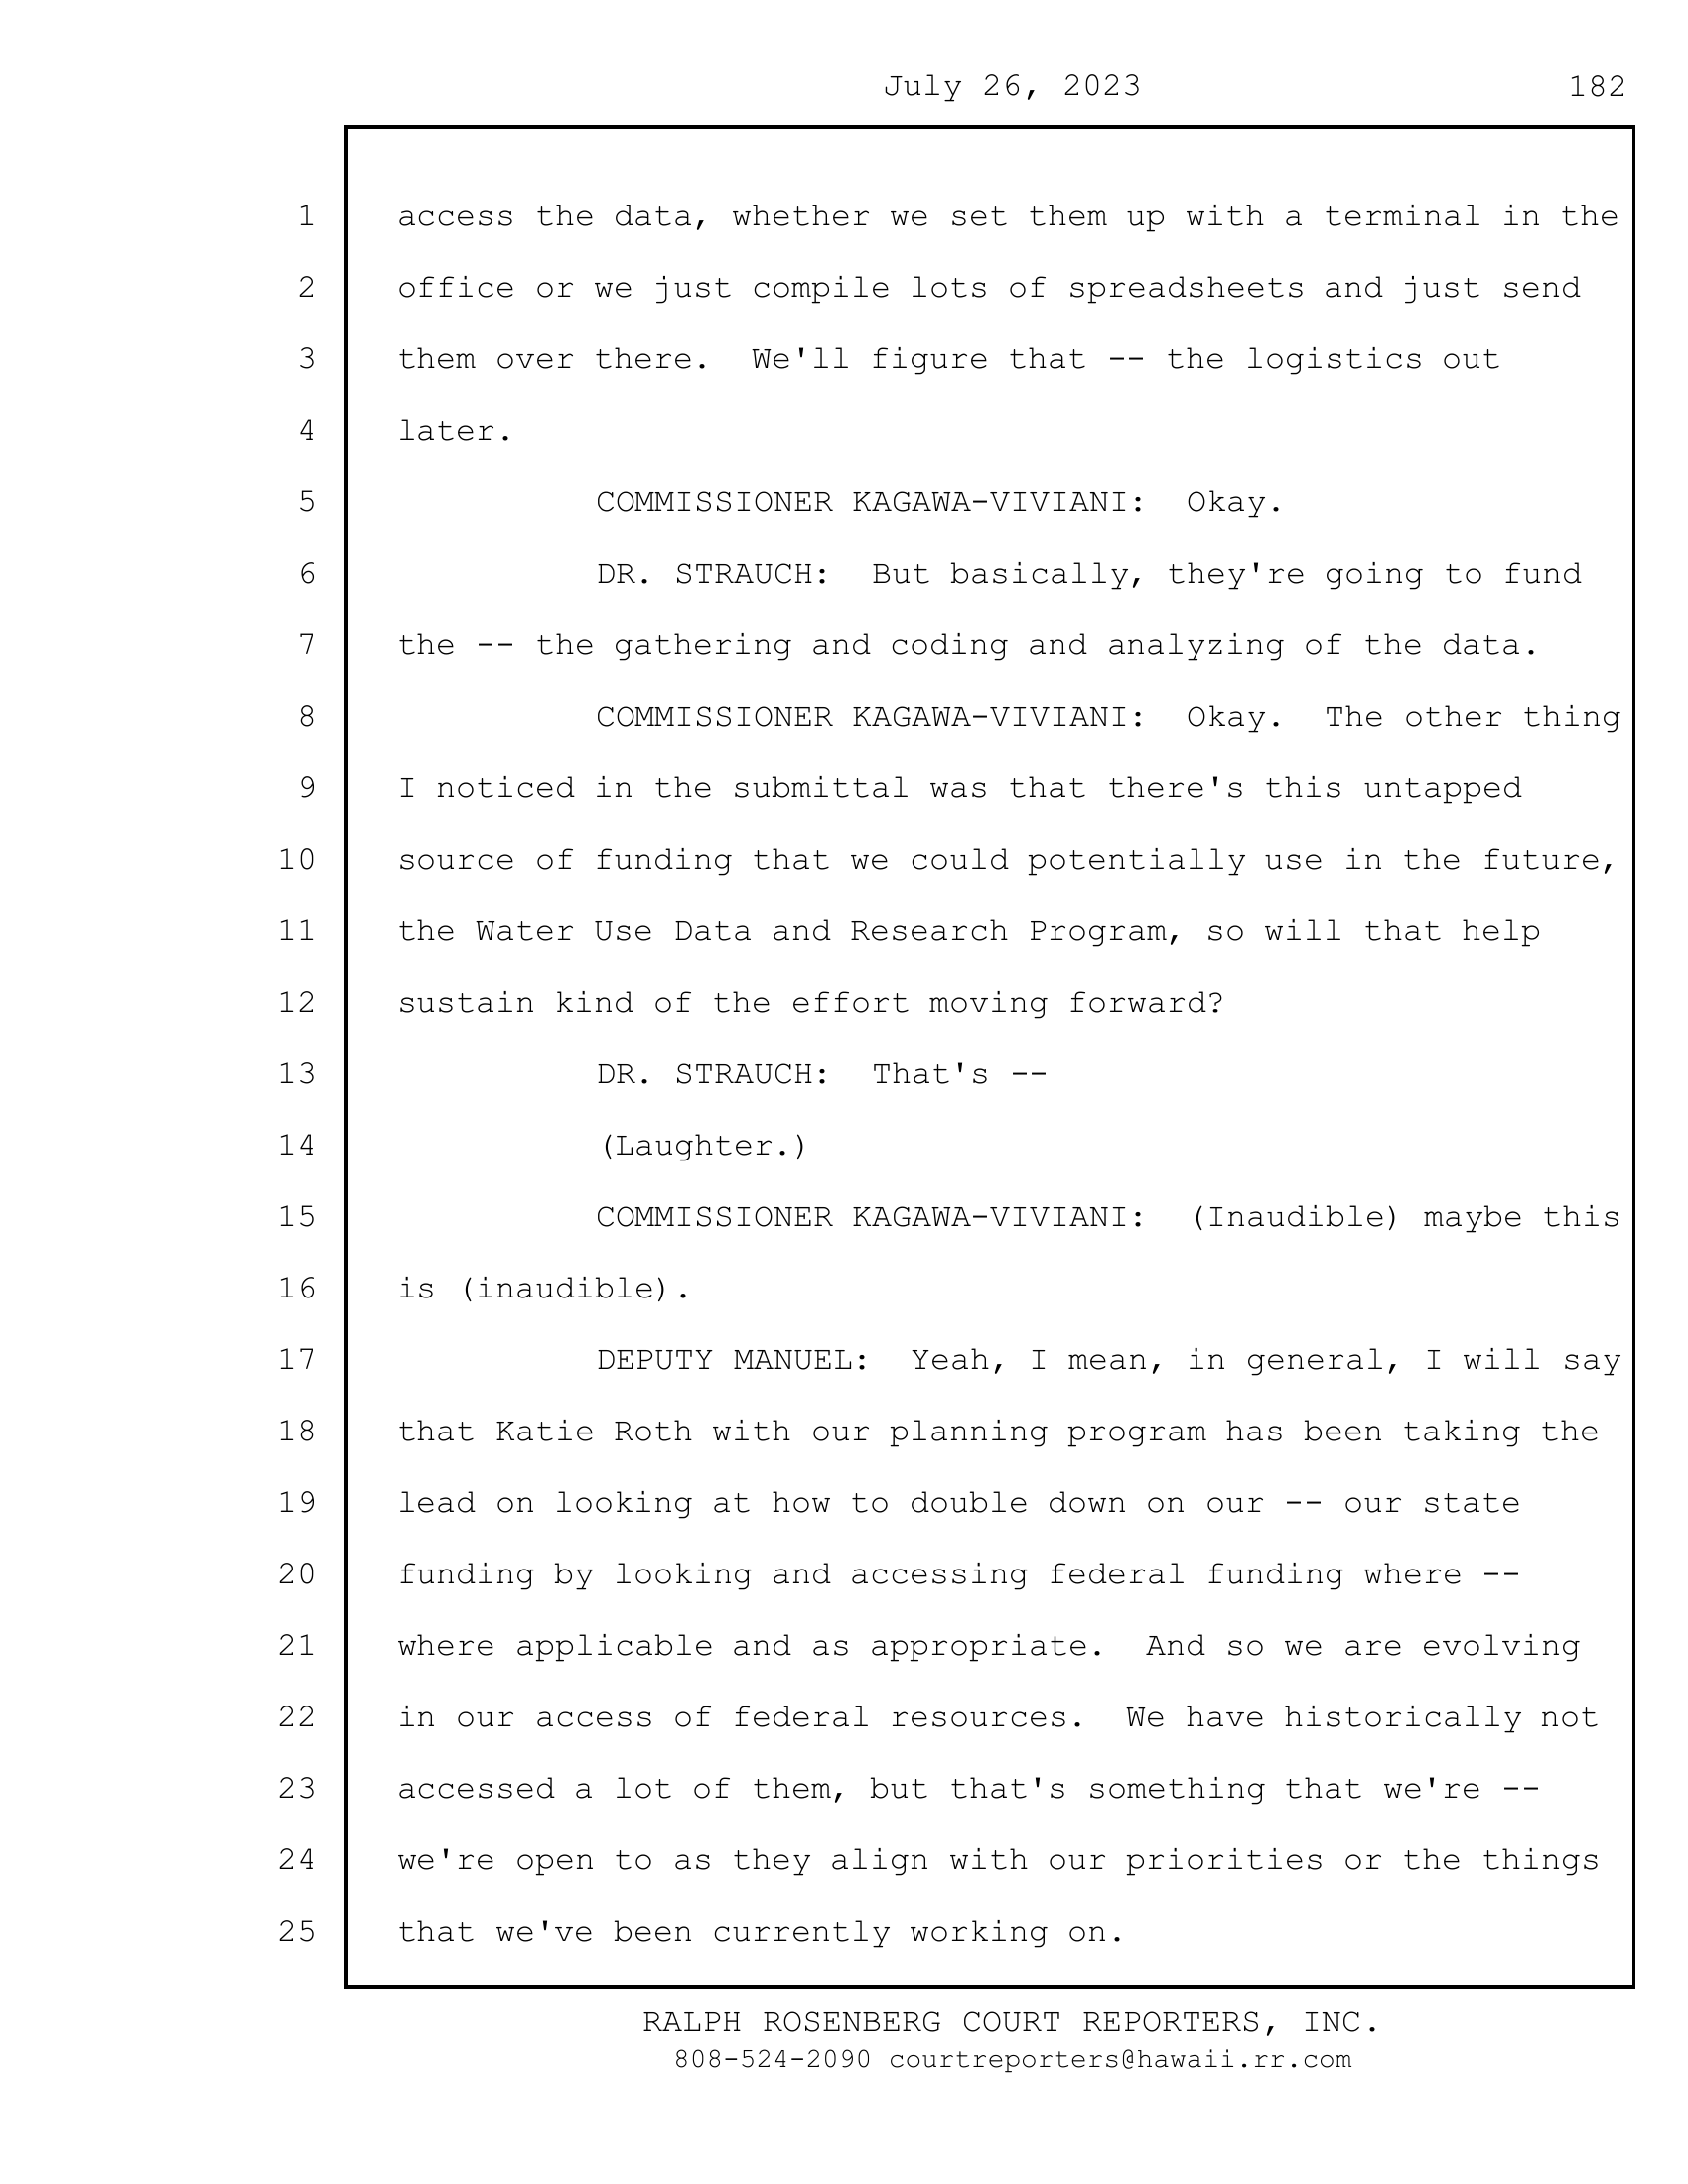 July 26, 2023 182
1 access the data, whether we set them up with a terminal in the
2 office or we just compile lots of spreadsheets and just send
3 them over there.  We'll figure that -- the logistics out
4 later.
5 COMMISSIONER KAGAWA-VIVIANI:  Okay.
6 DR. STRAUCH:  But basically, they're going to fund
7 the -- the gathering and coding and analyzing of the data.
8 COMMISSIONER KAGAWA-VIVIANI:  Okay.  The other thing
9 I noticed in the submittal was that there's this untapped
10 source of funding that we could potentially use in the future,
11 the Water Use Data and Research Program, so will that help
12 sustain kind of the effort moving forward?
13 DR. STRAUCH:  That's --
14 (Laughter.)
15 COMMISSIONER KAGAWA-VIVIANI:  (Inaudible) maybe this
16 is (inaudible).
17 DEPUTY MANUEL:  Yeah, I mean, in general, I will say
18 that Katie Roth with our planning program has been taking the
19 lead on looking at how to double down on our -- our state
20 funding by looking and accessing federal funding where --
21 where applicable and as appropriate.  And so we are evolving
22 in our access of federal resources.  We have historically not
23 accessed a lot of them, but that's something that we're --
24 we're open to as they align with our priorities or the things
25 that we've been currently working on.
RALPH ROSENBERG COURT REPORTERS, INC.
808-524-2090 courtreporters@hawaii.rr.com